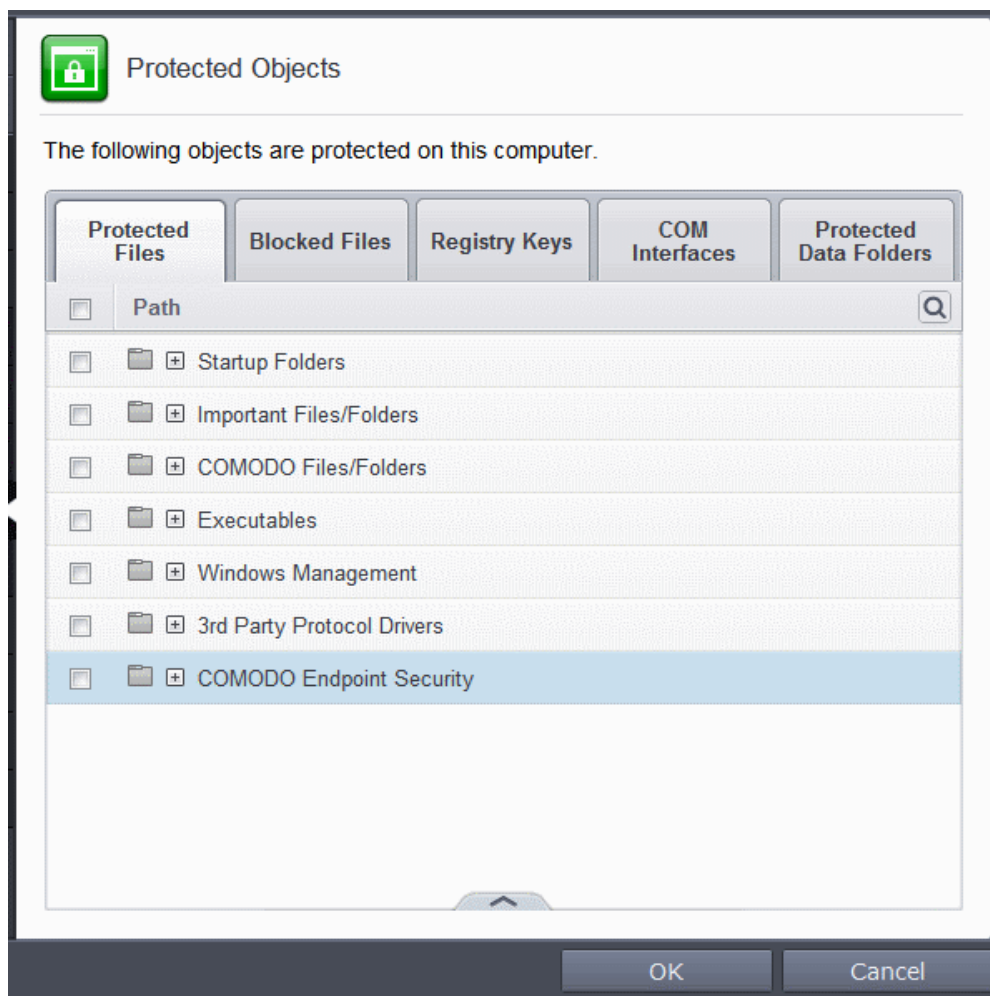 Protected Objects
The following objects are protected on this computer.
Protected
Files
Blocked Files
Registry Keys
COM
Interfaces
Protected
Data Folders
Path
Startup Folders
Important Files/Folders
COMODO Files/Folders
Executables
Windows Management
3rd Party Protocol Drivers
COMODO Endpoint Security
OK
Cancel